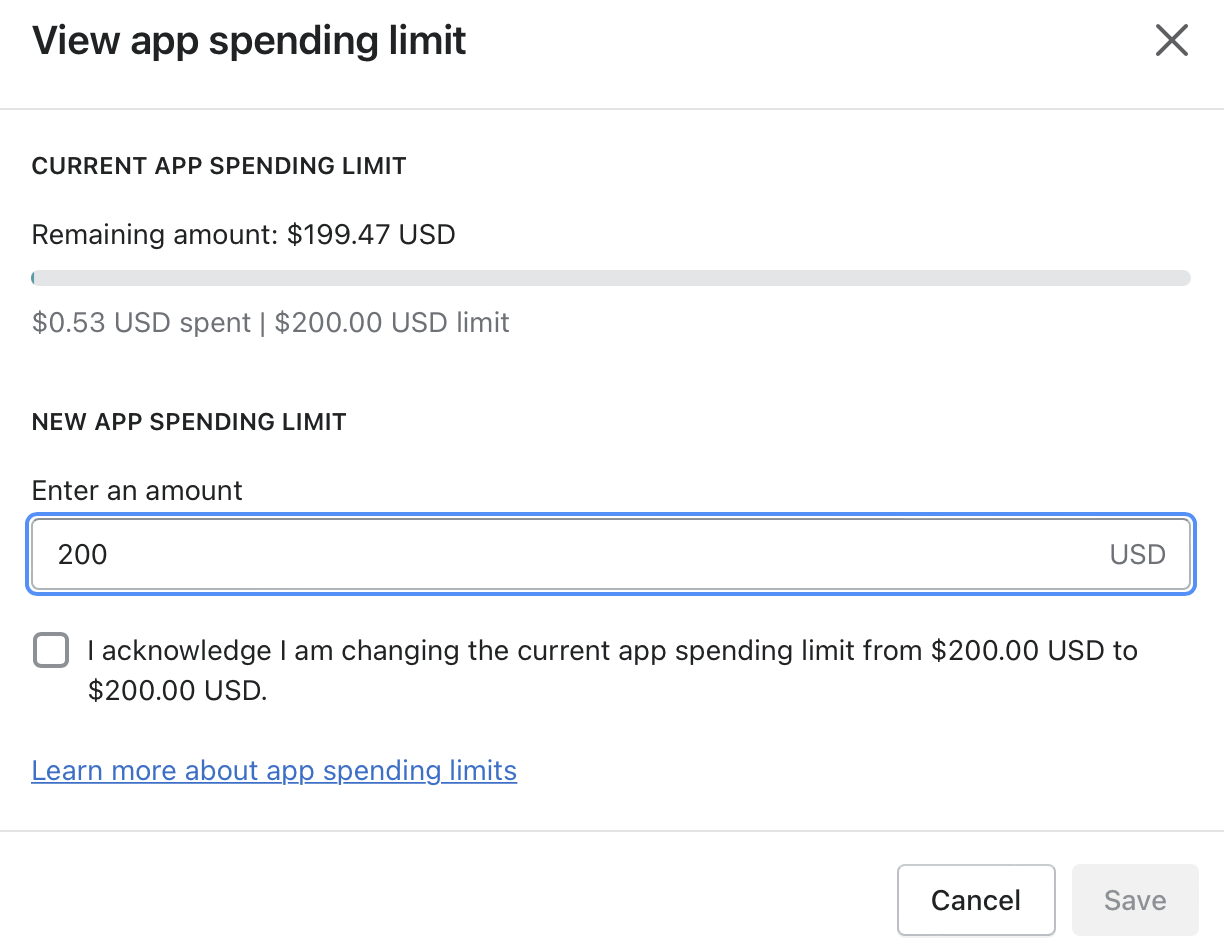 View app spending limit
CURRENT APP SPENDING LIMIT
Remaining amount: $199.47 USD
$0.53 USD spent | $200.00 USD limit
NEW APP SPENDING LIMIT
Enter an amount
200 USD
I acknowledge I am changing the current app spending limit from $200.00 USD to
$200.00 USD.
Learn more about app spending limits
Cancel Save